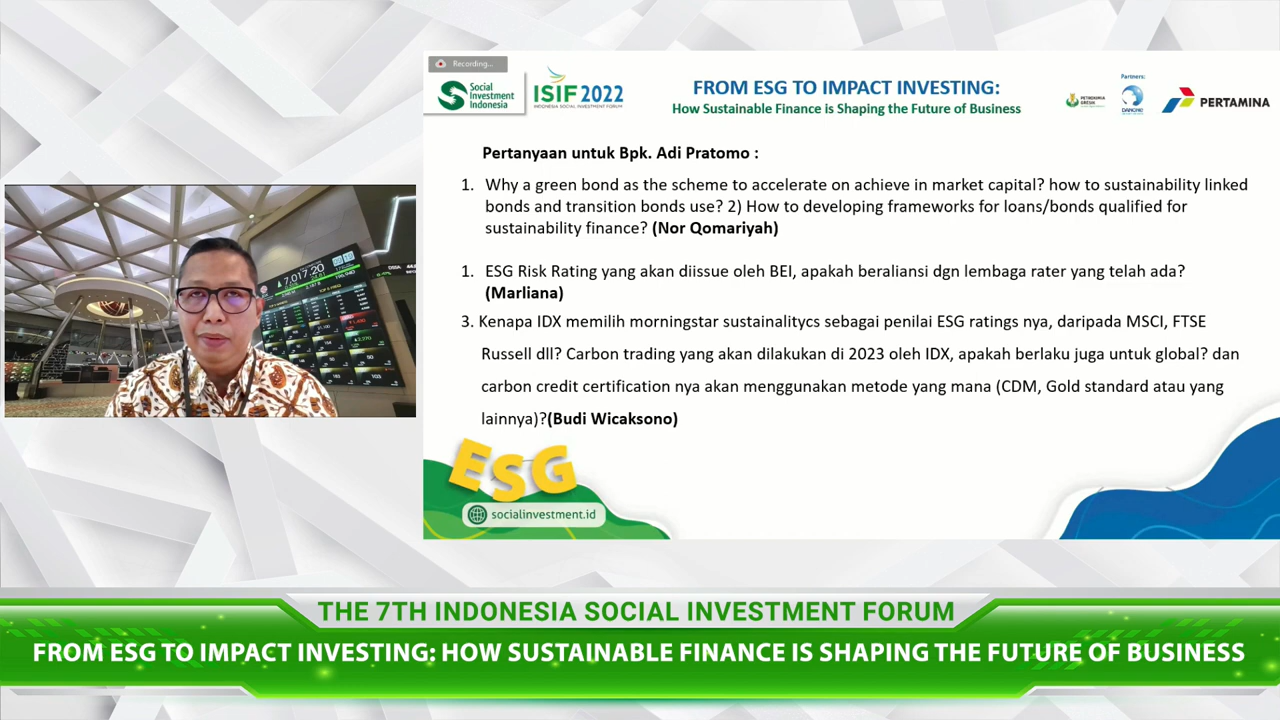 Recording...
Social
Investment
Indonesia
ISIF 2022
INDONESIA SOCIAL INVESTMENT FORUM
FROM ESG TO IMPACT INVESTING:
How Sustainable Finance is Shaping the Future of Business
Partners:
PETROKIMIA
GRESIK
DANONE
PERTAMINA
Pertanyaan untuk Bpk. Adi Pratomo :
1. Why a green bond as the scheme to accelerate on achieve in market capital? how to sustainability linked
bonds and transition bonds use? 2) How to developing frameworks for loans/bonds qualified for
sustainability finance? (Nor Qomariyah)
1. ESG Risk Rating yang akan diissue oleh BEI, apakah beraliansi dgn lembaga rater yang telah ada?
(Marliana)
3. Kenapa IDX memilih morningstar sustainalitycs sebagai penilai ESG ratings nya, daripada MSCI, FTSE
Russell dll? Carbon trading yang akan dilakukan di 2023 oleh IDX, apakah berlaku juga untuk global? dan
carbon credit certification nya akan menggunakan metode yang mana (CDM, Gold standard atau yang
lainnya)?(Budi Wicaksono)
7,017.20
ESG
socialinvestment.id
THE 7TH INDONESIA SOCIAL INVESTMENT FORUM
FROM ESG TO IMPACT INVESTING: HOW SUSTAINABLE FINANCE IS SHAPING THE FUTURE OF BUSINESS